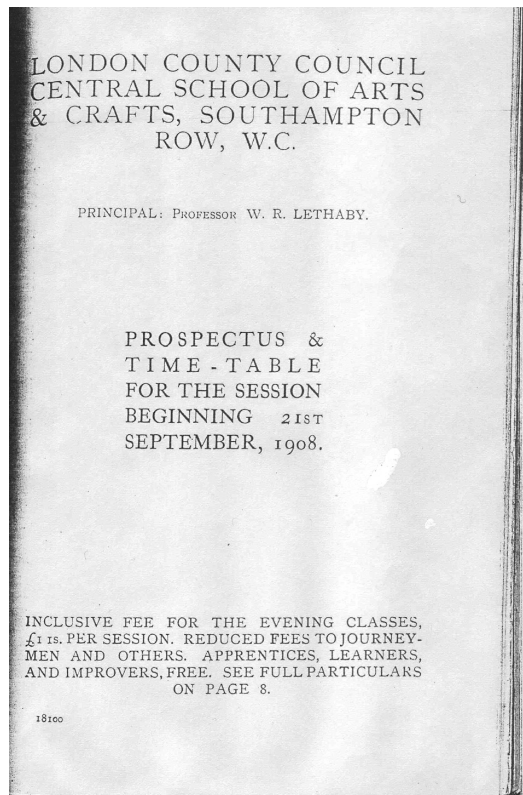 LONDON COUNTY COUNCIL
CENTRAL SCHOOL OF ARTS
& CRAFTS, SOUTHAMPTON
ROW, W.C.
PRINCIPAL: PROFESSOR W. R. LETHABY.
PROSPECTUS &
TIME-TABLE
FOR THE SESSION
BEGINNING 21ST
SEPTEMBER, 1908.
INCLUSIVE FEE FOR THE EVENING CLASSES,
£1 1s. PER SESSION. REDUCED FEES TO JOURNEY-
MEN AND OTHERS. APPRENTICES, LEARNERS,
AND IMPROVERS, FREE. SEE FULL PARTICULARS
ON PAGE 8.
18100